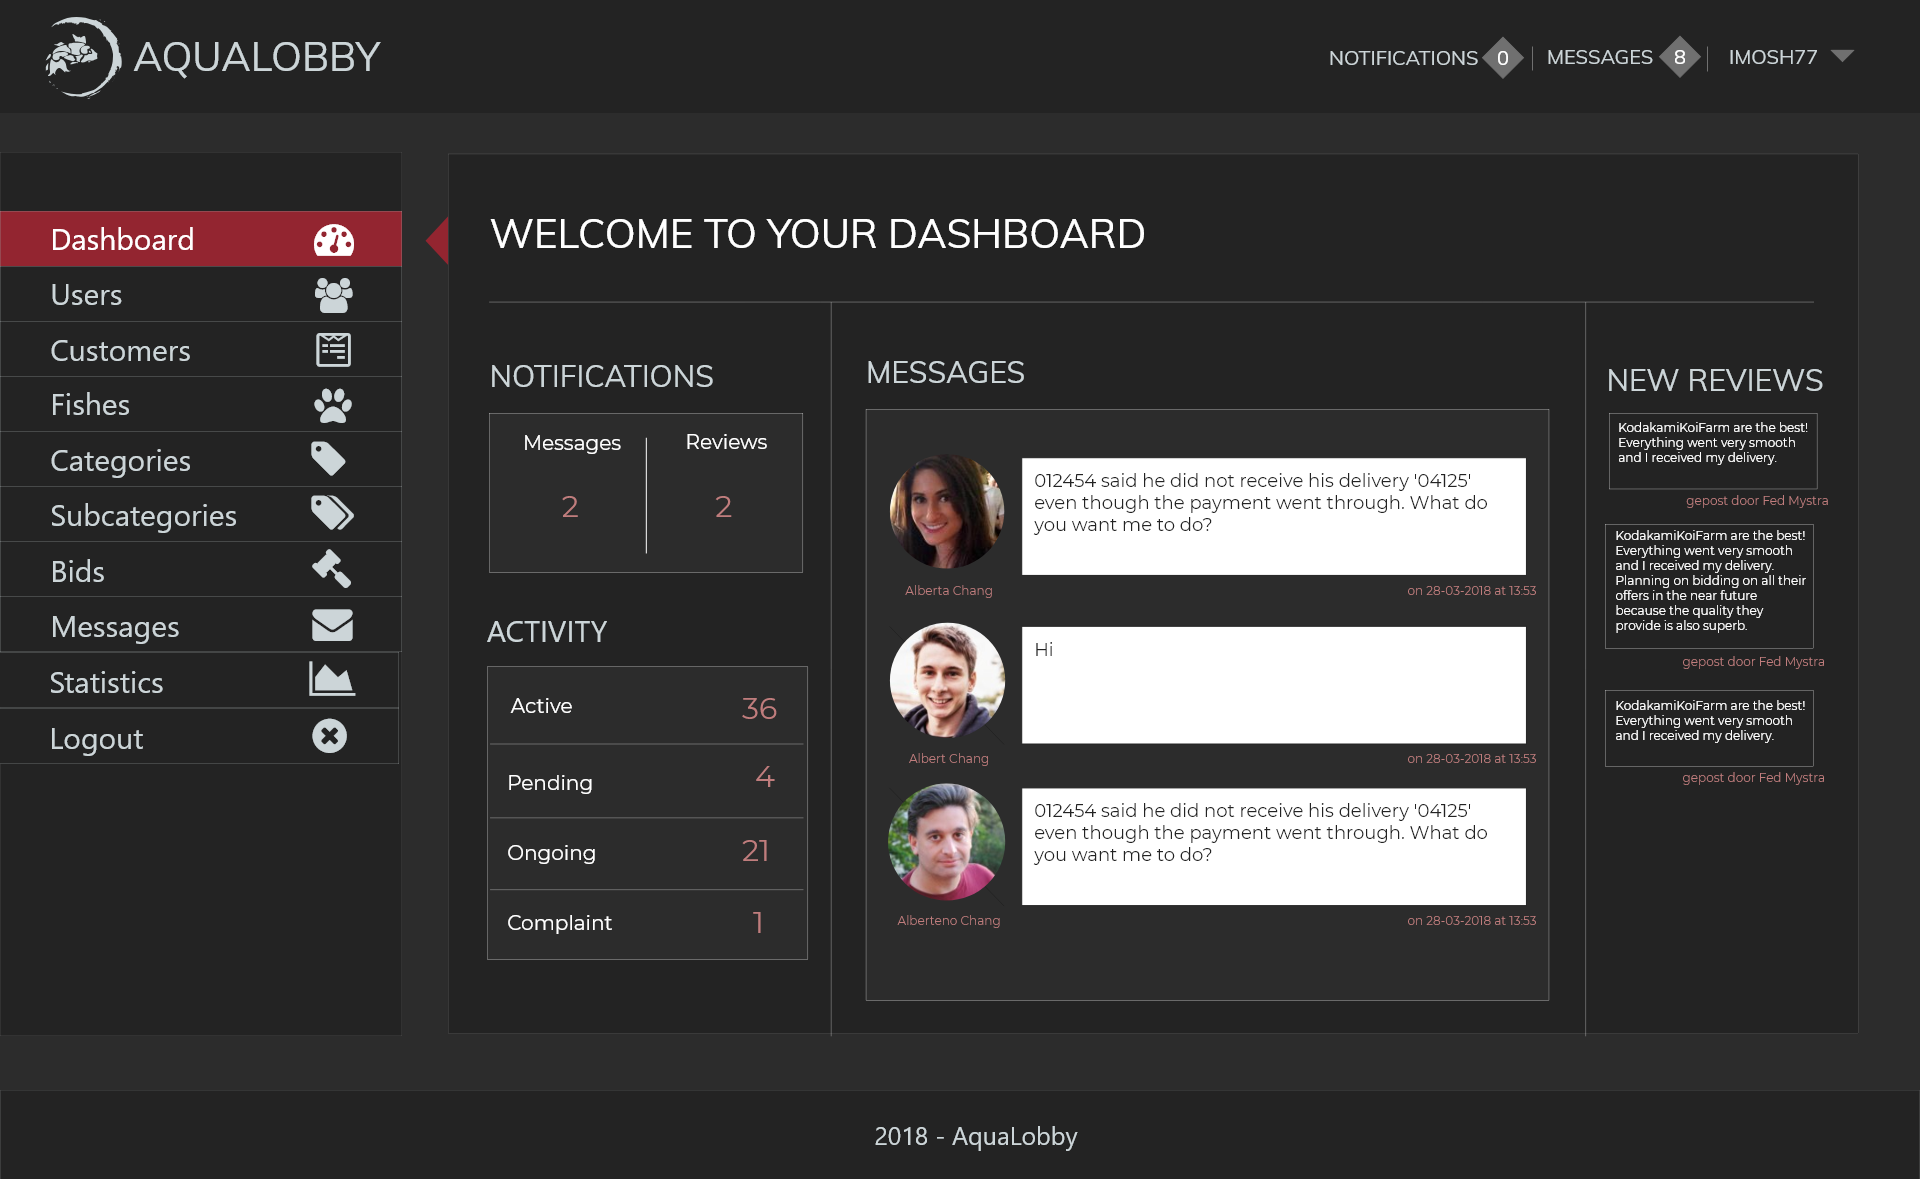 AQUALOBBY
NOTIFICATIONS 0
MESSAGES 8
IMOSH77
Dashboard
Users
Customers
Fishes
Categories
Subcategories
Bids
Messages
Statistics
Logout
WELCOME TO YOUR DASHBOARD
NOTIFICATIONS
Messages
2
Reviews
2
ACTIVITY
Active 36
Pending 4
Ongoing 21
Complaint 1
MESSAGES
012454 said he did not receive his delivery '04125'
even though the payment went through. What do
you want me to do?
Alberta Chang
on 28-03-2018 at 13:53
Hi
Albert Chang
on 28-03-2018 at 13:53
012454 said he did not receive his delivery '04125'
even though the payment went through. What do
you want me to do?
Alberteno Chang
on 28-03-2018 at 13:53
NEW REVIEWS
KodakamiKoiFarm are the best!
Everything went very smooth
and I received my delivery.
gepost door Fed Mystra
KodakamiKoiFarm are the best!
Everything went very smooth
and I received my delivery.
Planning on bidding on all their
offers in the near future
because the quality they
provide is also superb.
gepost door Fed Mystra
KodakamiKoiFarm are the best!
Everything went very smooth
and I received my delivery.
gepost door Fed Mystra
2018 - AquaLobby